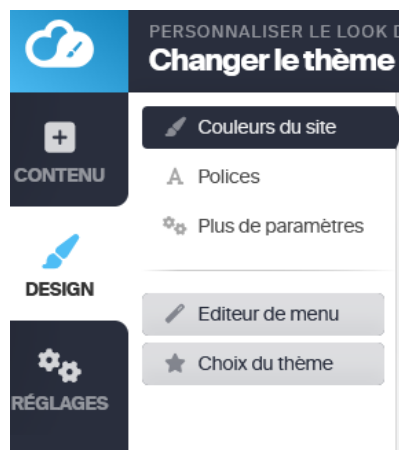 PERSONNALISER LE LOOK
Changer le thème
CONTENU
DESIGN
RÉGLAGES
Couleurs du site
Polices
Plus de paramètres
Editeur de menu
Choix du thème